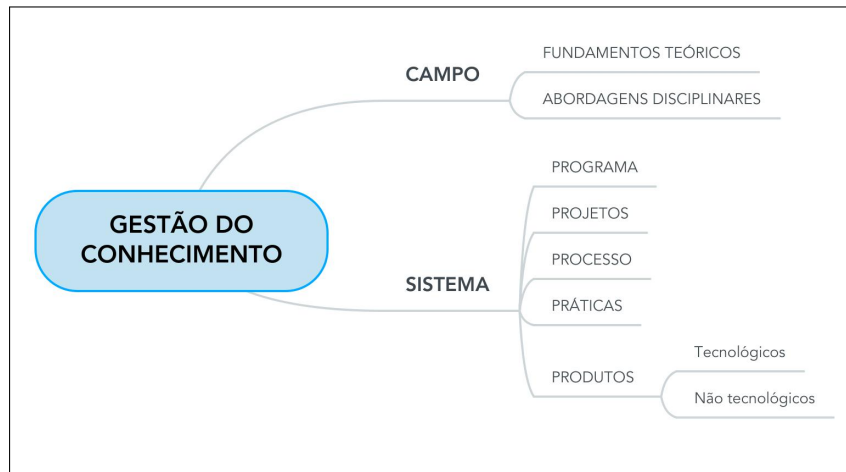 GESTÃO DO
CONHECIMENTO
CAMPO
FUNDAMENTOS TEÓRICOS
ABORDAGENS DISCIPLINARES
SISTEMA
PROGRAMA
PROJETOS
PROCESSO
PRÁTICAS
PRODUTOS
Tecnológicos
Não tecnológicos